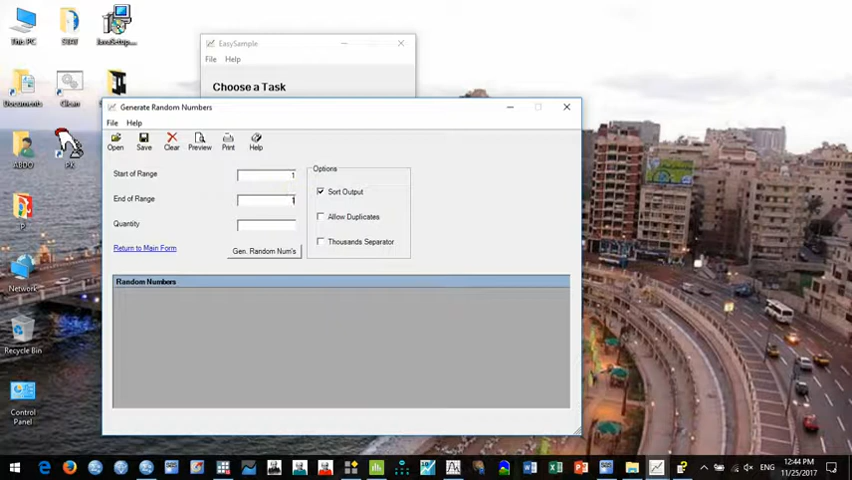 This PC
STAT
JavaSetup...
EasySample
File Help
Choose a Task
Documents
Clean
Generate Random Numbers
File Help
Open Save Clear Preview Print Help
Start of Range 1
Options
Sort Output
End of Range 1
Allow Duplicates
Quantity
Thousands Separator
Return to Main Form
Gen. Random Num's
Random Numbers
PK
Network
Recycle Bin
Control
Panel
ENG
12:44 PM
11/25/2017